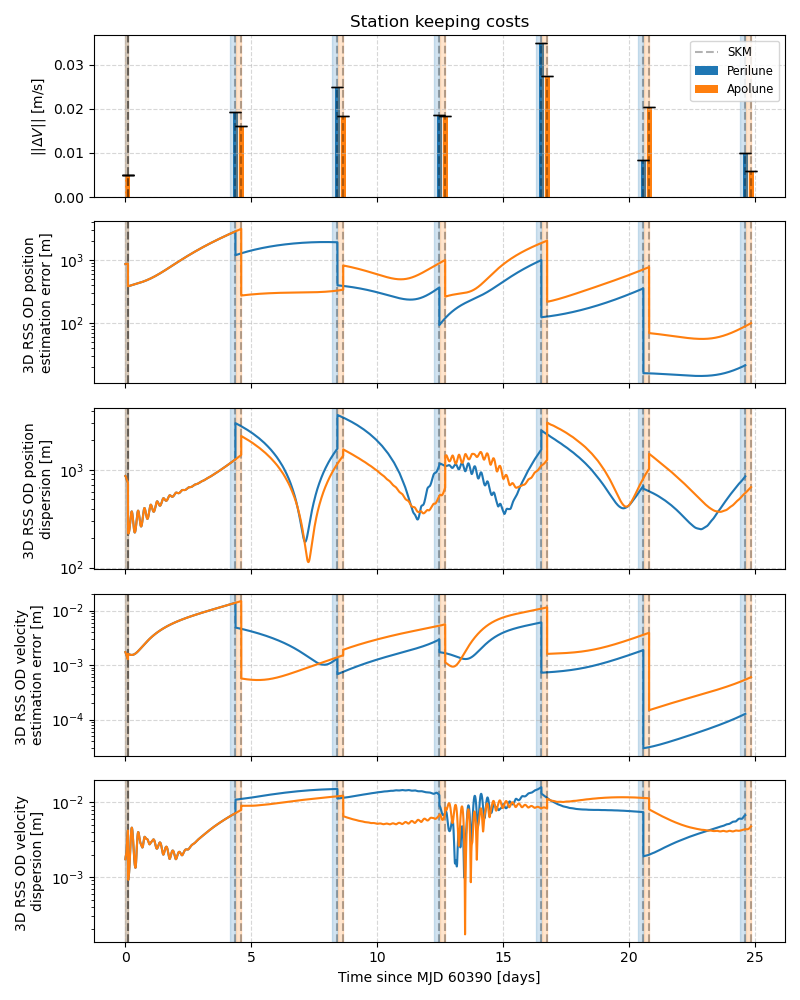 Station keeping costs
||ΔV|| [m/s]
0.03
0.02
0.01
0.00
SKM
Perilune
Apolune
3D RSS OD position
estimation error [m]
10³
10²
3D RSS OD position
dispersion [m]
10³
10²
3D RSS OD velocity
estimation error [m]
10⁻²
10⁻³
10⁻⁴
3D RSS OD velocity
dispersion [m]
10⁻²
10⁻³
0 5 10 15 20 25
Time since MJD 60390 [days]